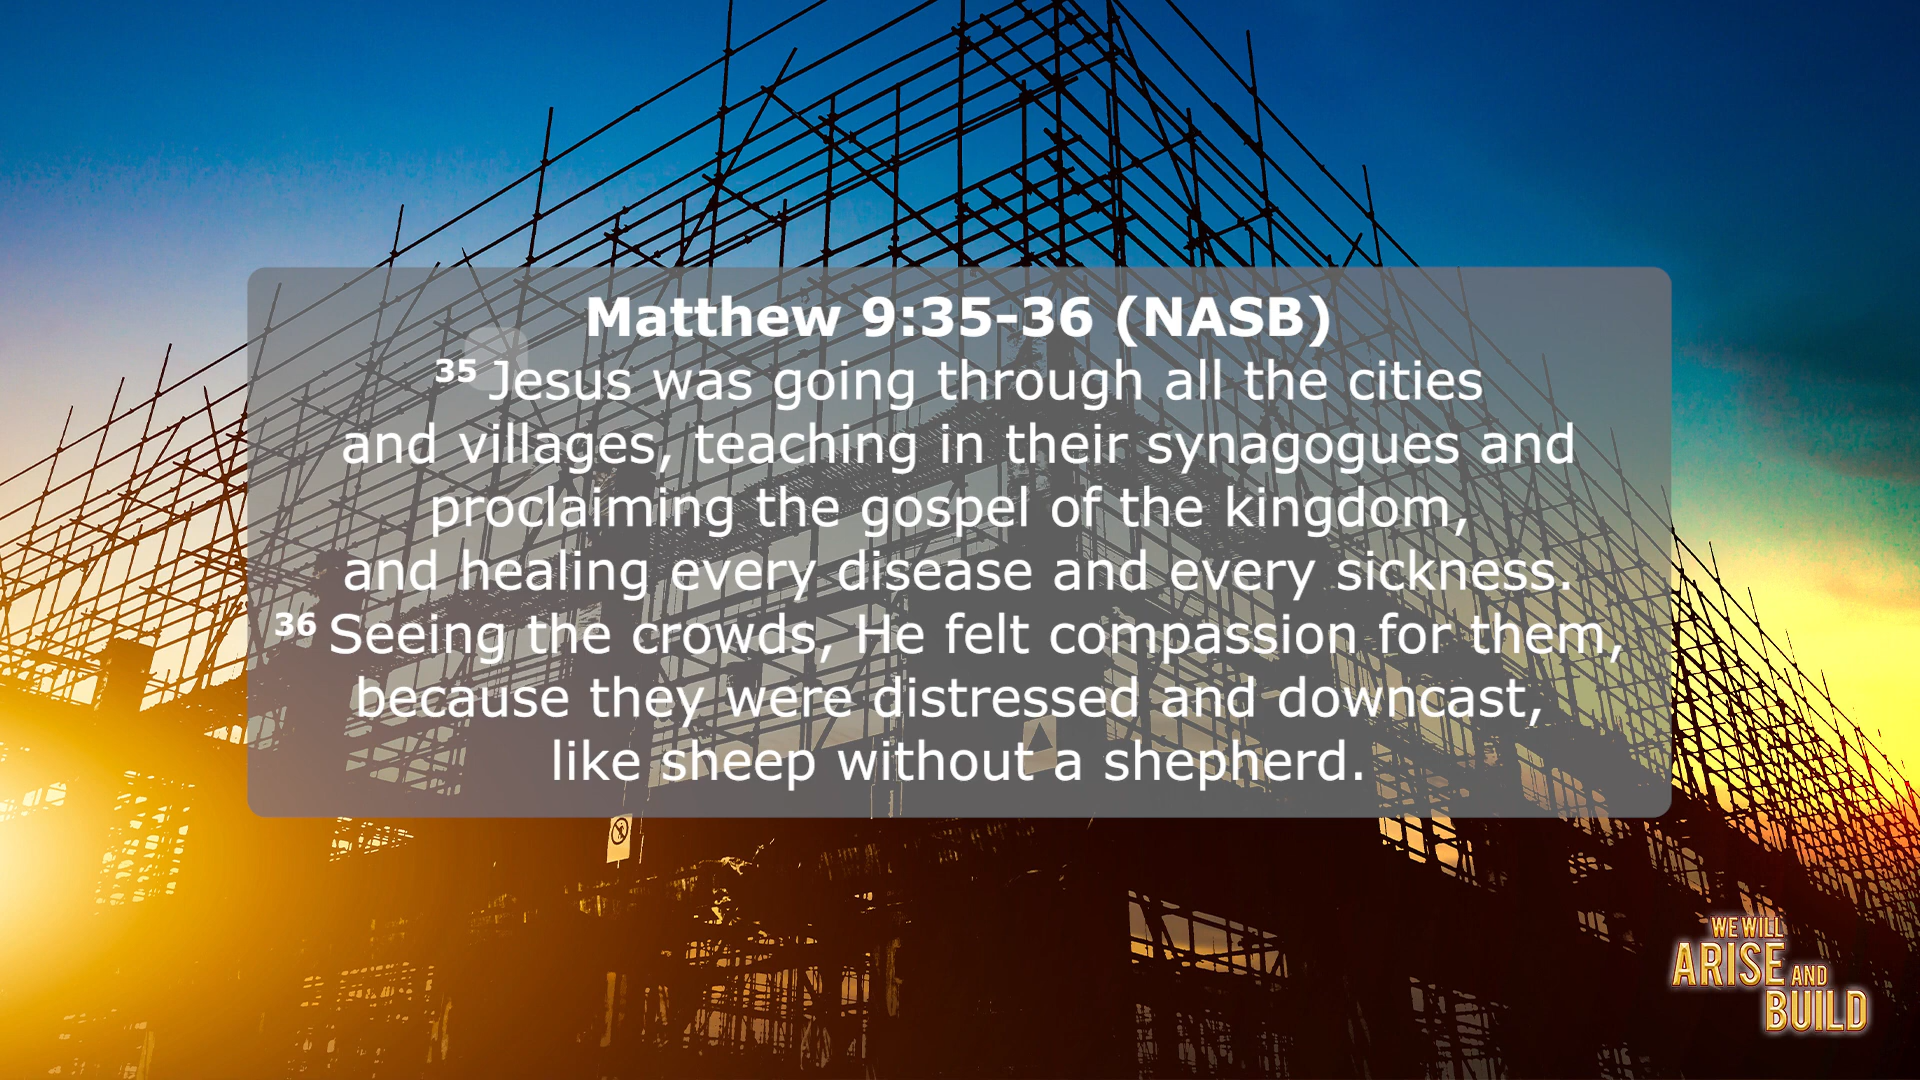 Matthew 9:35-36 (NASB)
35 Jesus was going through all the cities
and villages, teaching in their synagogues and
proclaiming the gospel of the kingdom,
and healing every disease and every sickness.
36 Seeing the crowds, He felt compassion for them,
because they were distressed and downcast,
like sheep without a shepherd.
WE WILL
ARISE AND
BUILD